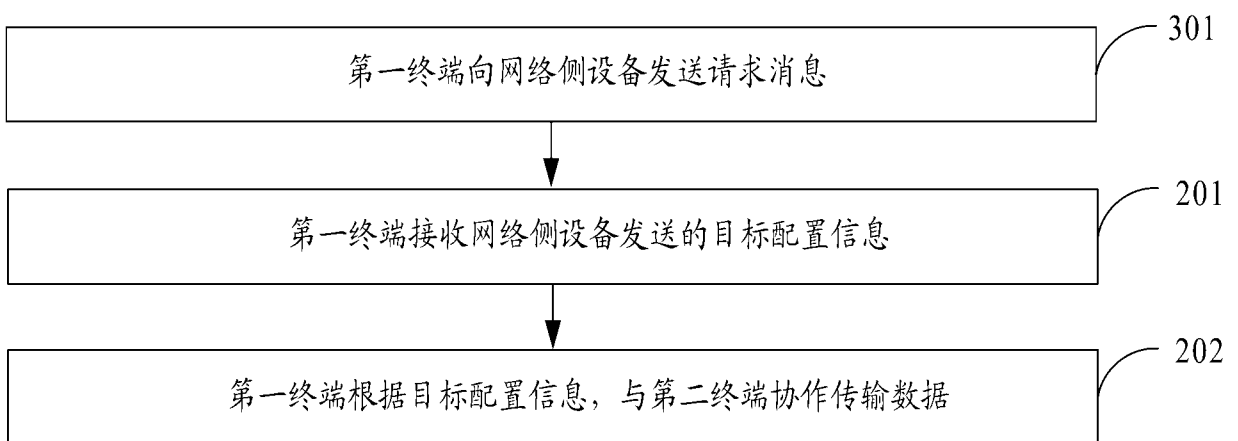 301
第一终端向网络侧设备发送请求消息
201
第一终端接收网络侧设备发送的目标配置信息
202
第一终端根据目标配置信息，与第二终端协作传输数据